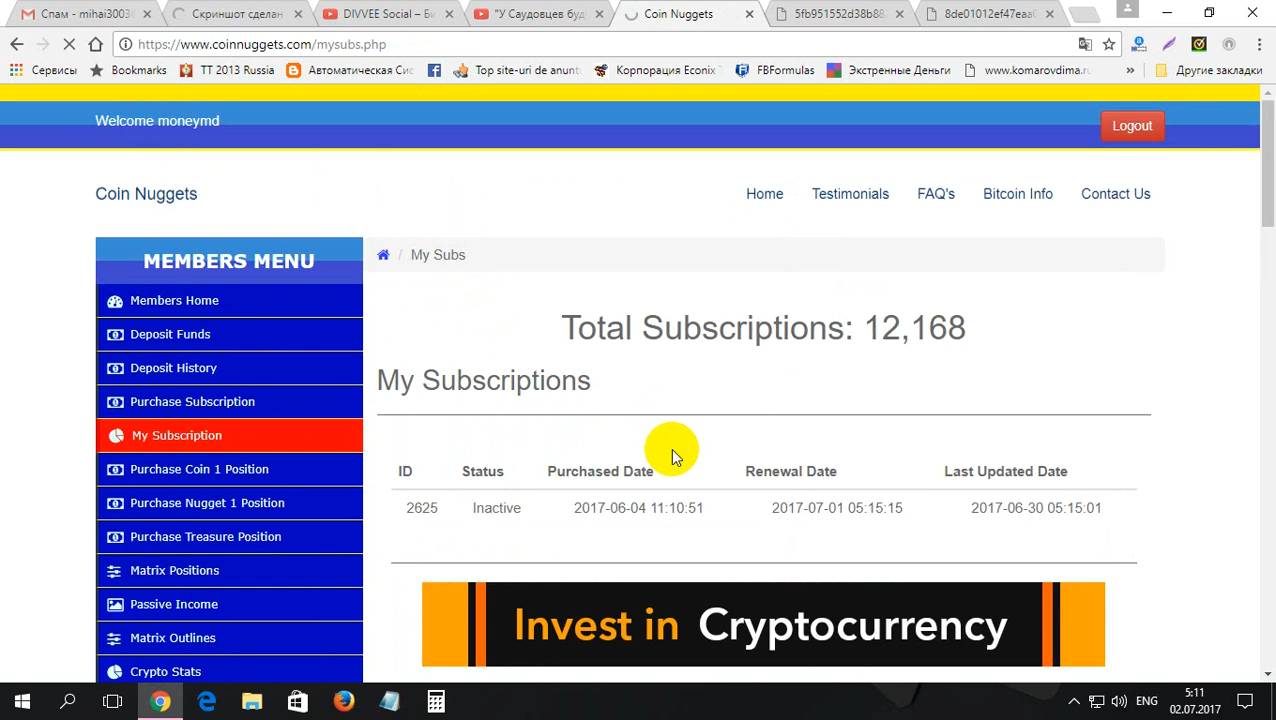 Спам - mihai3003
Скриншот сделан
DIVVEE Social – Би
"У Саудовцев буд
Coin Nuggets
5fb951552d38b88
8de01012ef47eaa
https://www.coinnuggets.com/mysubs.php
Сервисы
Bookmarks
TT 2013 Russia
Автоматическая Сис
Top site-uri de anunt
Корпорация Econix
FBFormulas
Экстренные Деньги
www.komarovdima.r
»
Другие закладки
Welcome moneymd
Logout
Coin Nuggets
Home
Testimonials
FAQ's
Bitcoin Info
Contact Us
MEMBERS MENU
Members Home
Deposit Funds
Deposit History
Purchase Subscription
My Subscription
Purchase Coin 1 Position
Purchase Nugget 1 Position
Purchase Treasure Position
Matrix Positions
Passive Income
Matrix Outlines
Crypto Stats
/ My Subs
Total Subscriptions: 12,168
My Subscriptions
ID Status Purchased Date Renewal Date Last Updated Date
2625 Inactive 2017-06-04 11:10:51 2017-07-01 05:15:15 2017-06-30 05:15:01
Invest in Cryptocurrency
ENG
5:11
02.07.2017